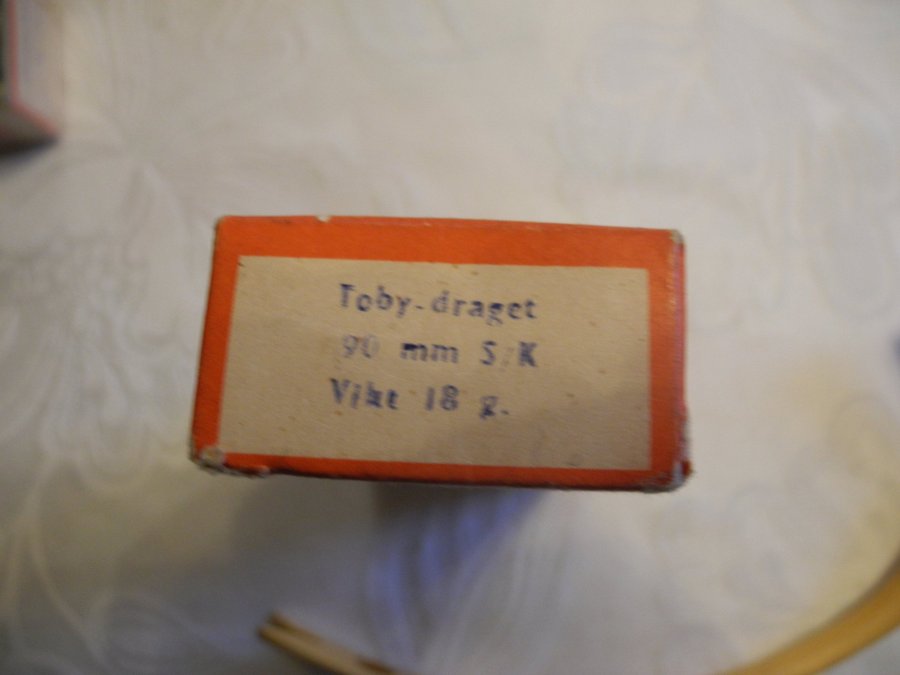 Toby-draget
90 mm S/K
Vikt 18 g.